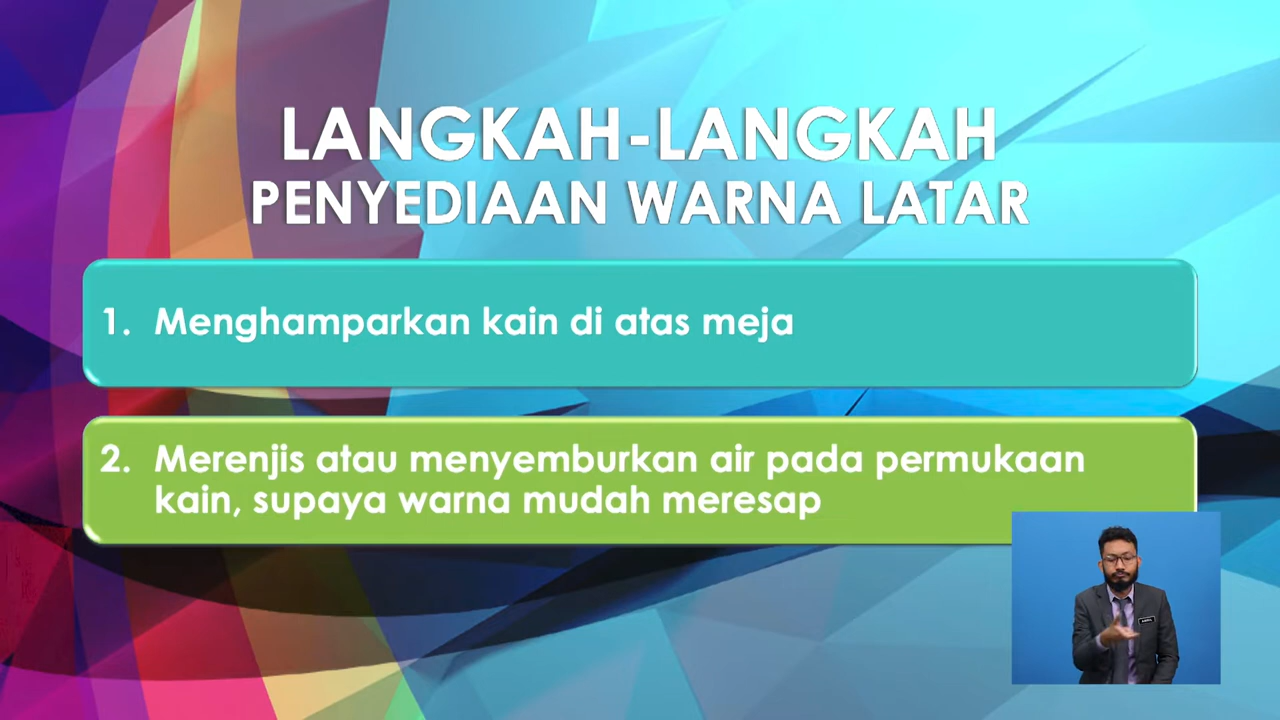 LANGKAH-LANGKAH
PENYEDIAAN WARNA LATAR
1. Menghamparkan kain di atas meja
2. Merenjis atau menyemburkan air pada permukaan
kain, supaya warna mudah meresap